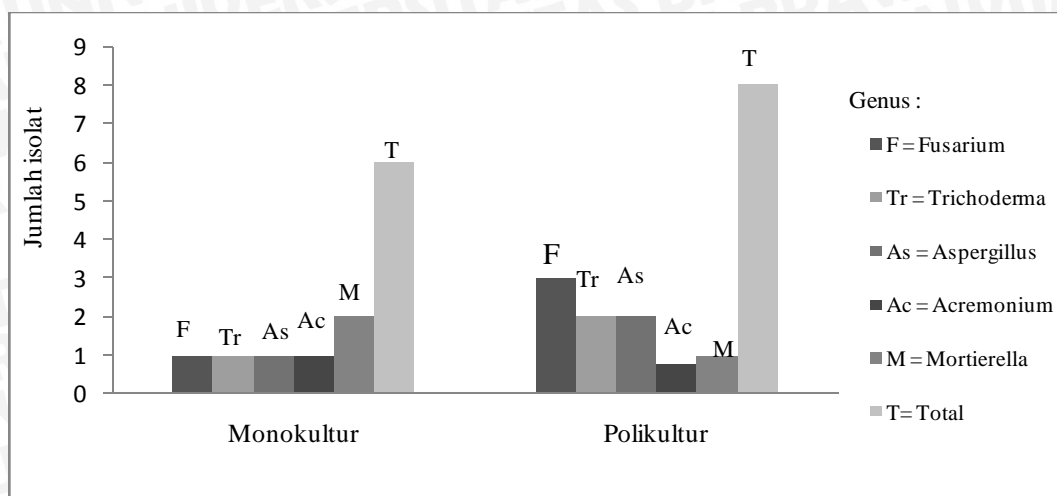 Jumlah isolat
9
8
7
6
5
4
3
2
1
0
F
Tr
As
Ac
M
T
F
Tr
As
Ac
M
T
Monokultur
Polikultur
Genus :
F = Fusarium
Tr = Trichoderma
As = Aspergillus
Ac = Acremonium
M = Mortierella
T= Total